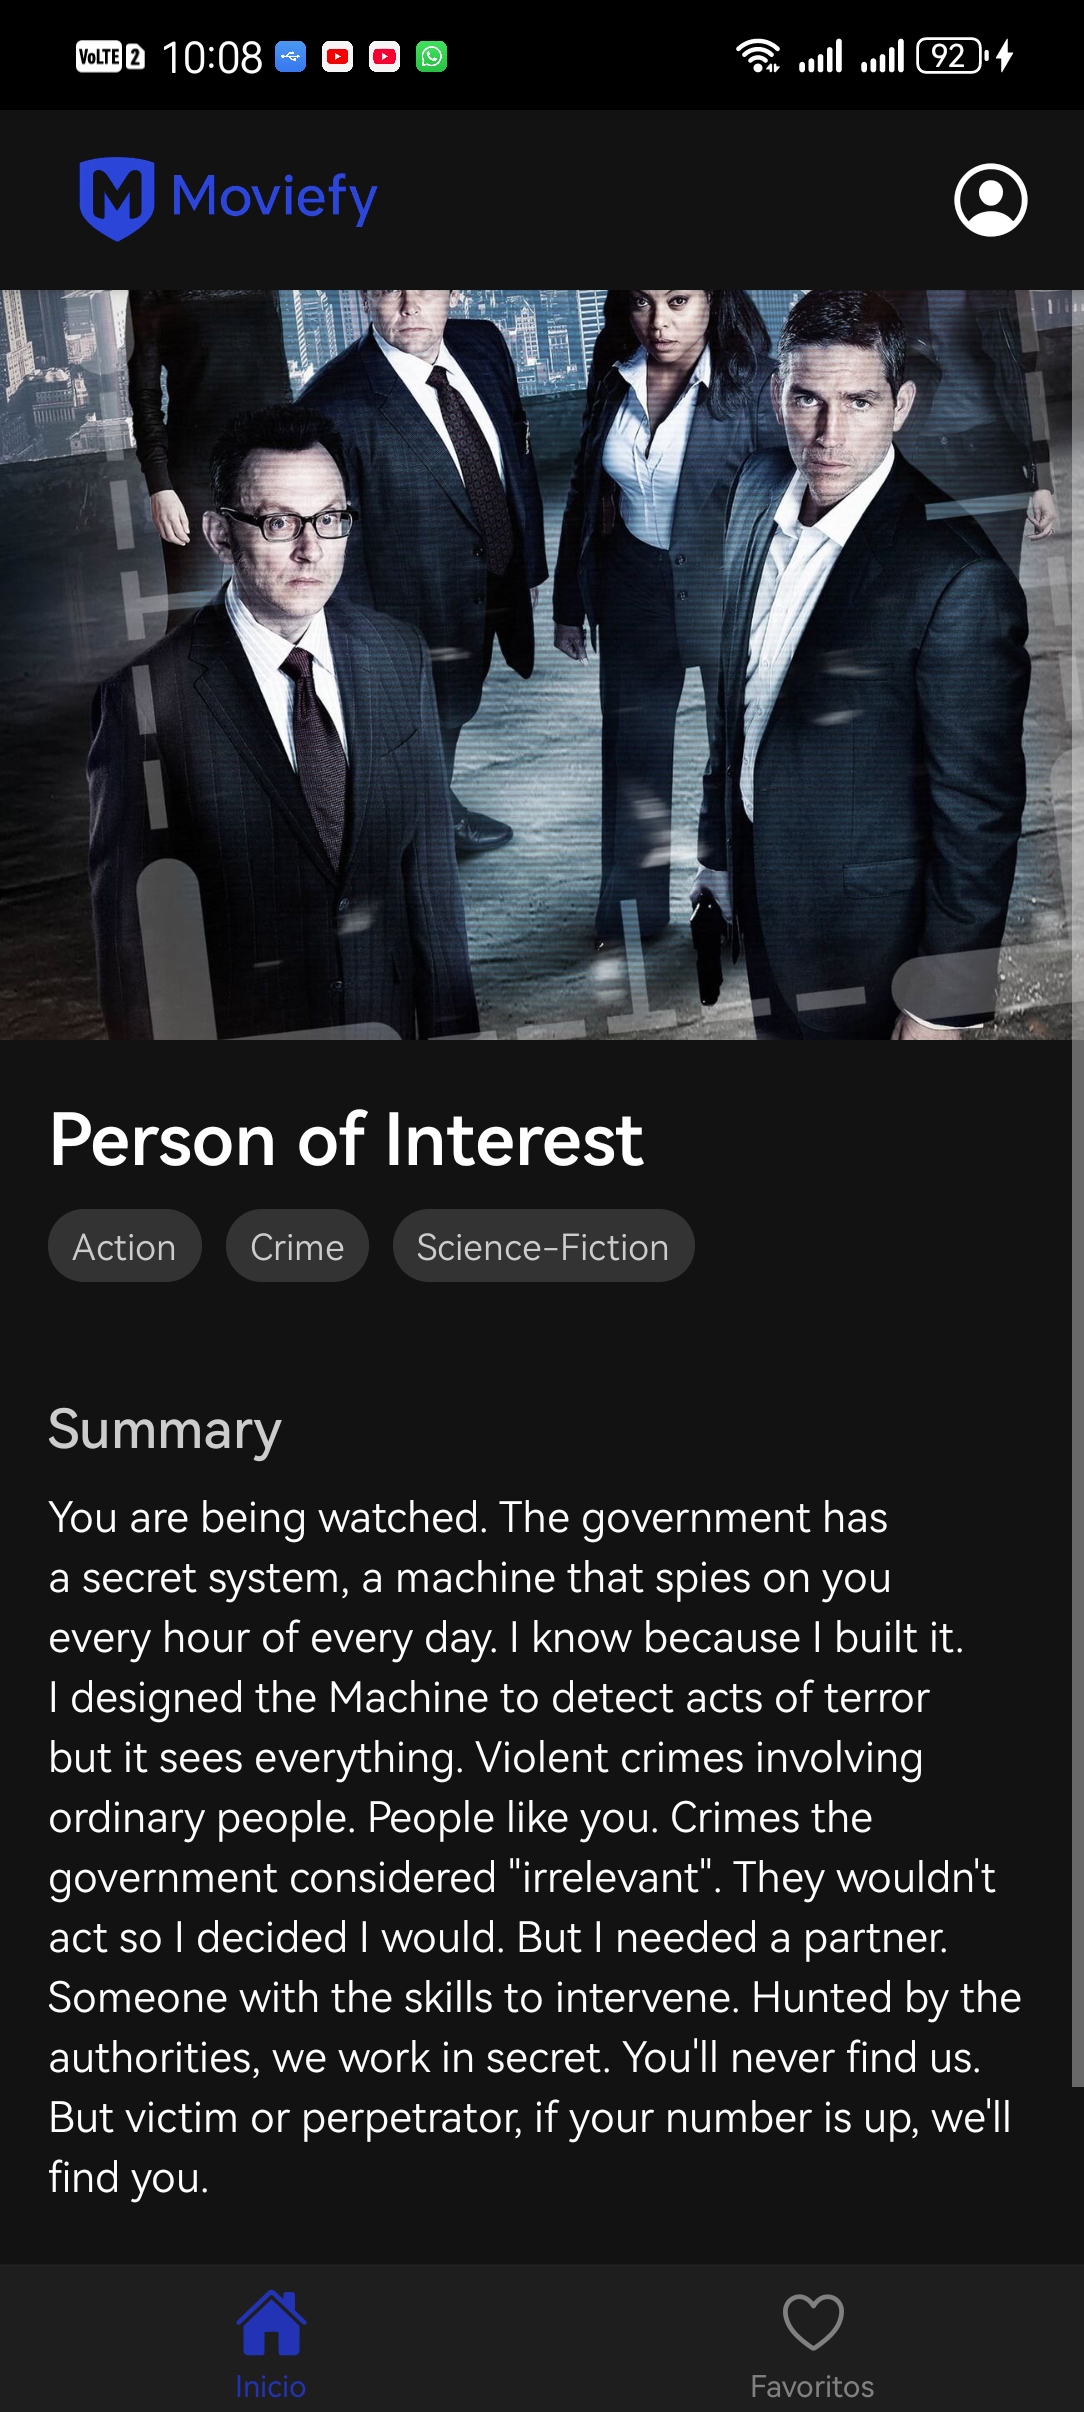 VoLTE 2 10:08 92
Moviefy
Person of Interest
Action Crime Science-Fiction
Summary
You are being watched. The government has
a secret system, a machine that spies on you
every hour of every day. I know because I built it.
I designed the Machine to detect acts of terror
but it sees everything. Violent crimes involving
ordinary people. People like you. Crimes the
government considered "irrelevant". They wouldn't
act so I decided I would. But I needed a partner.
Someone with the skills to intervene. Hunted by the
authorities, we work in secret. You'll never find us.
But victim or perpetrator, if your number is up, we'll
find you.
Inicio Favoritos